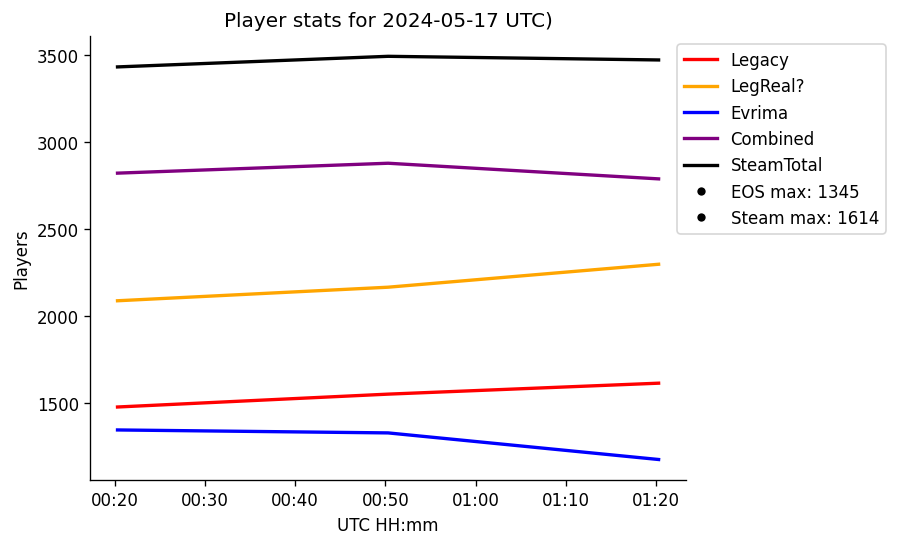 Player stats for 2024-05-17 UTC)
Players
3500
3000
2500
2000
1500
00:20 00:30 00:40 00:50 01:00 01:10 01:20
UTC HH:mm
Legacy
LegReal?
Evrima
Combined
SteamTotal
EOS max: 1345
Steam max: 1614